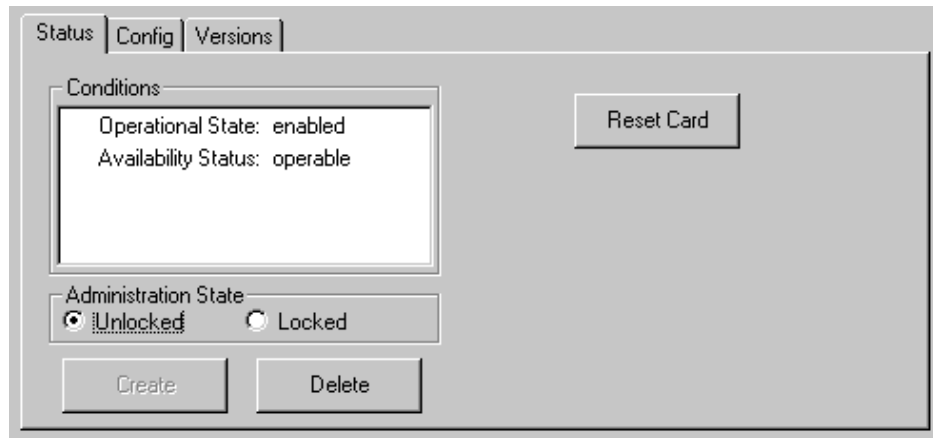 Status Config Versions
Conditions
Operational State: enabled
Availability Status: operable
Reset Card
Administration State
Unlocked Locked
Create Delete